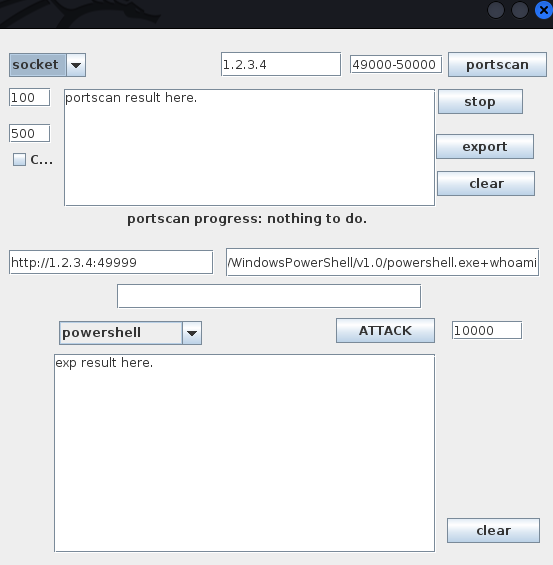 socket 1.2.3.4 49000-50000 portscan
100 portscan result here. stop
500 export
C... clear
portscan progress: nothing to do.
http://1.2.3.4:49999 /WindowsPowerShell/v1.0/powershell.exe+whoami
powershell ATTACK 10000
exp result here.
clear